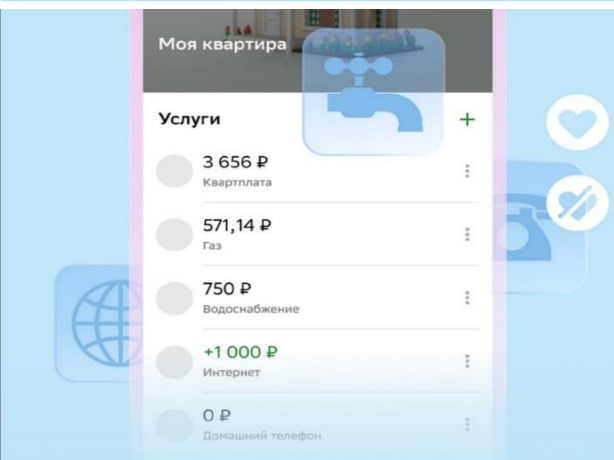 Моя квартира
Услуги
+
3 656 ₽
Квартплата
571,14 ₽
Газ
750 ₽
Водоснабжение
+1 000 ₽
Интернет
0 ₽
Домашний телефон